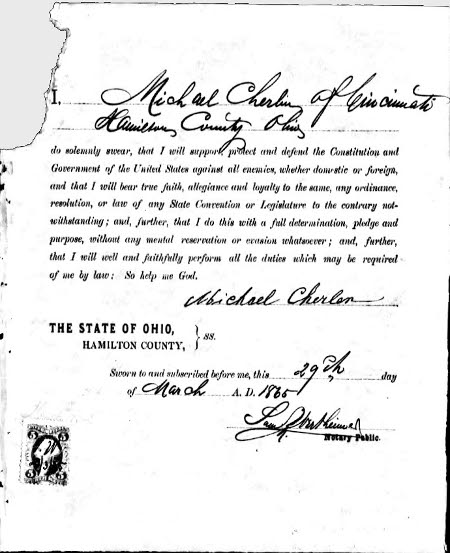 I, Michael Cherlen of Cincinnati
Hamilton County Ohio
do solemnly swear, that I will support, protect and defend the Constitution and
Government of the United States against all enemies, whether domestic or foreign,
and that I will bear true faith, allegiance and loyalty to the same, any ordinance,
resolution, or law of any State Convention or Legislature to the contrary not-
withstanding; and, further, that I do this with a full determination, pledge and
purpose, without any mental reservation or evasion whatsoever; and, further,
that I will well and faithfully perform all the duties which may be required
of me by law: So help me God.
Michael Cherlen
THE STATE OF OHIO,
HAMILTON COUNTY, } SS.
Sworn to and subscribed before me, this 29th day
of March A. D. 1865
Notary Public.